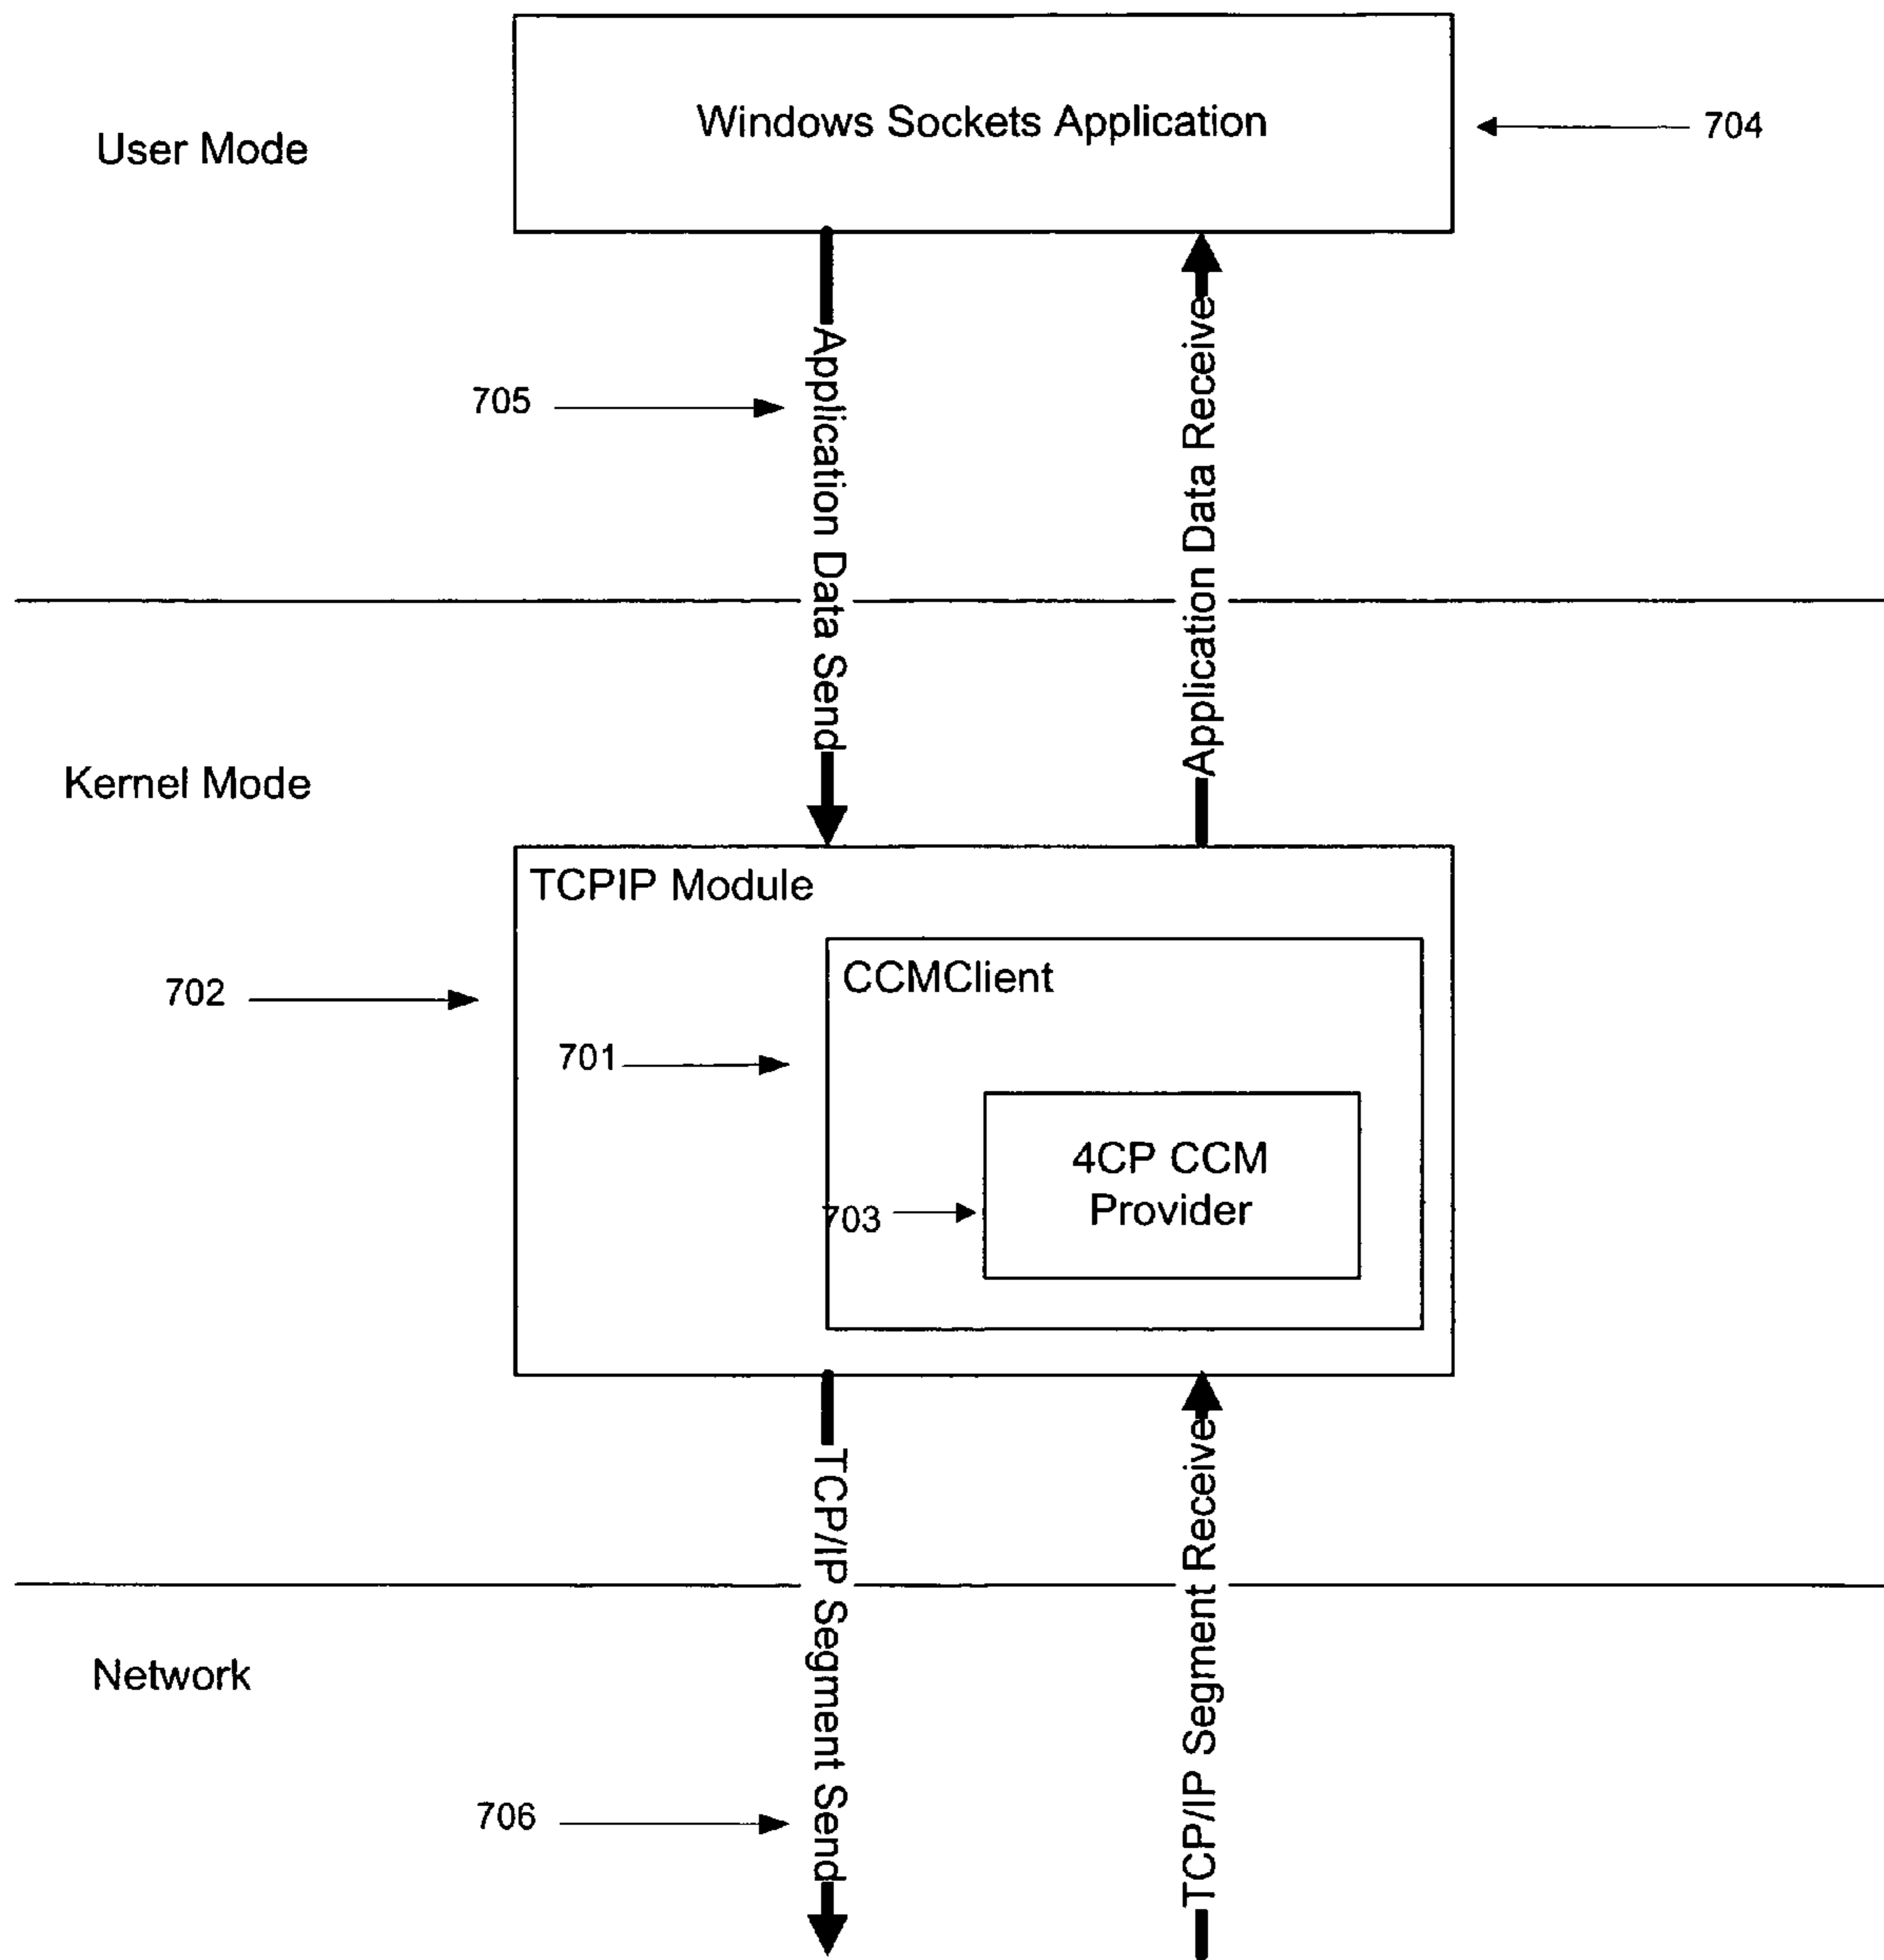 Windows Sockets Application
704
User Mode
705
Application Data Send
Application Data Receive
Kernel Mode
TCPIP Module
CCMClient
702
701
4CP CCM
Provider
703
TCP/IP Segment Send
TCP/IP Segment Receive
Network
706